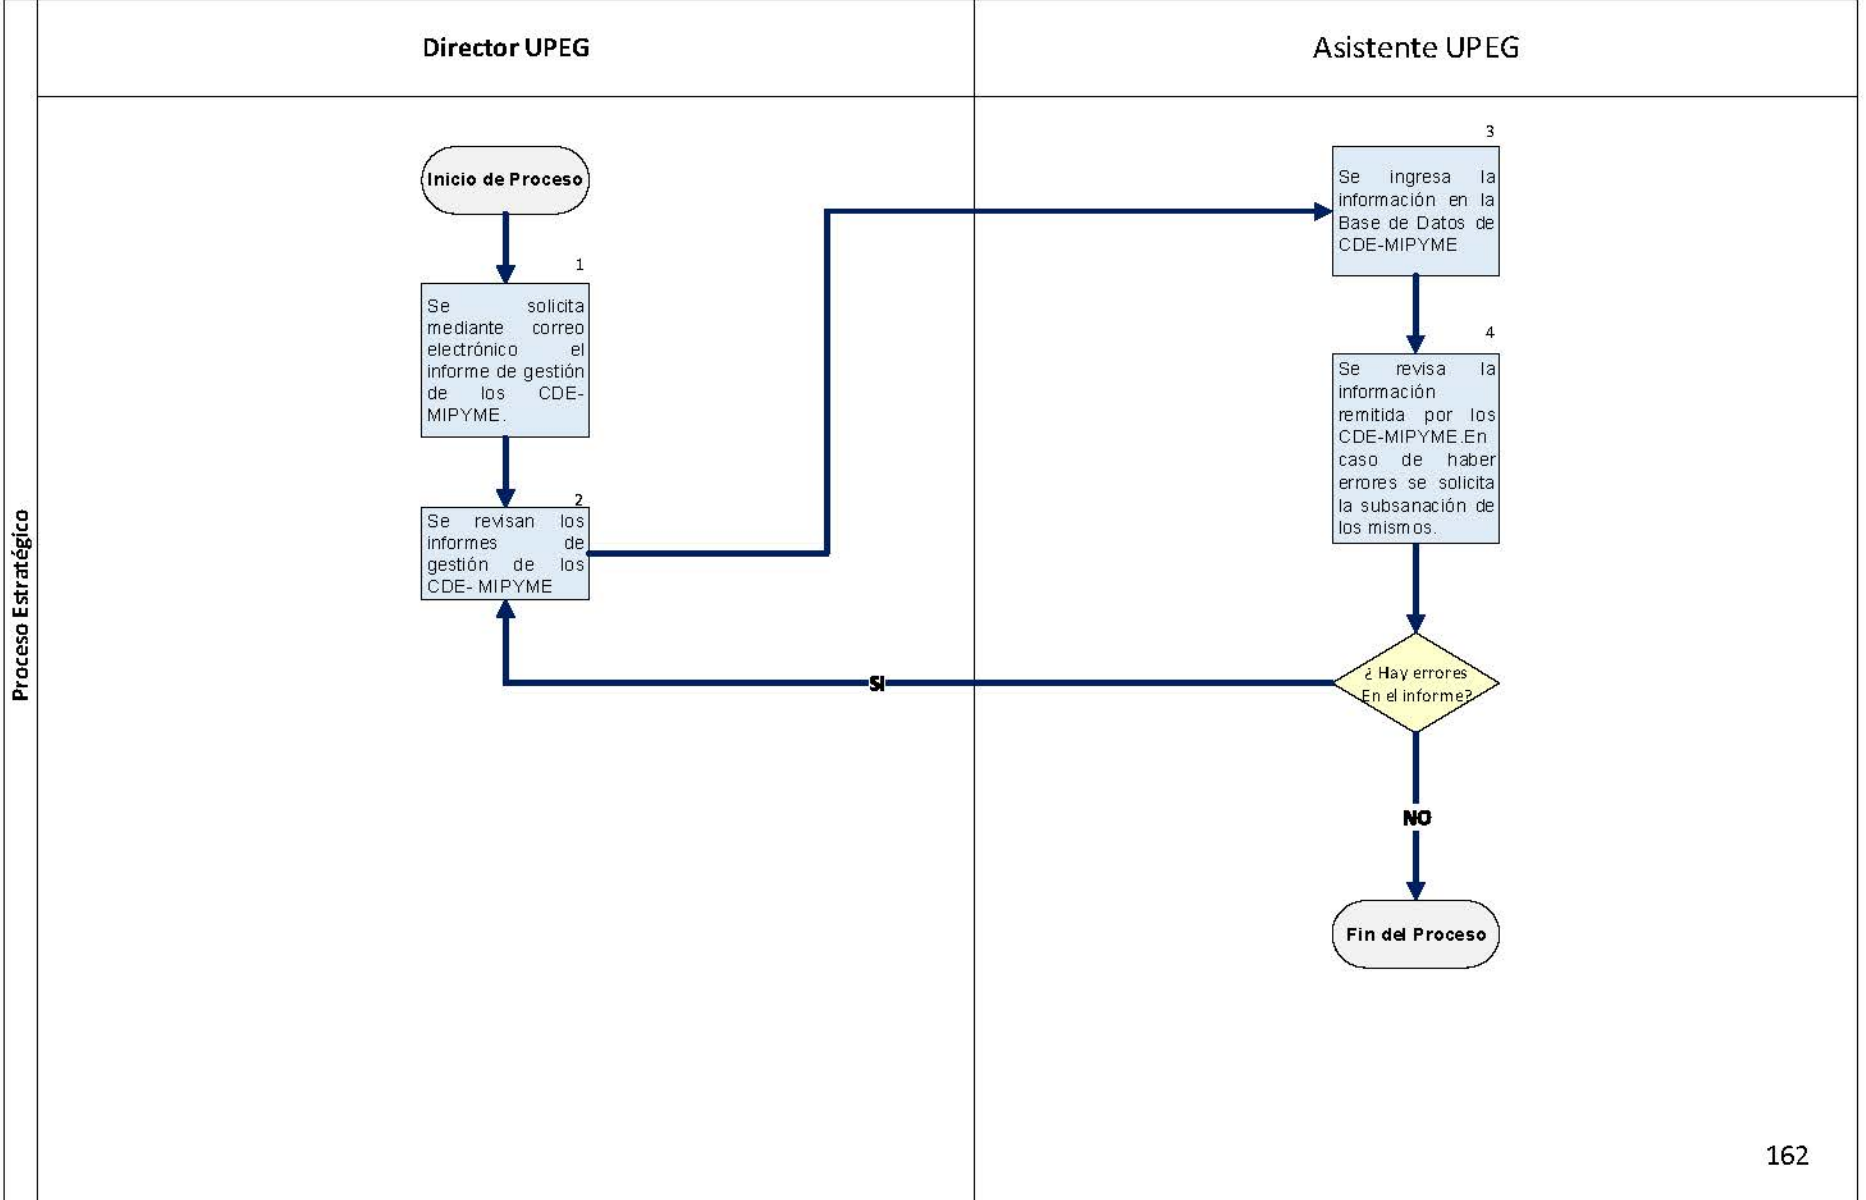 Director UPEG
Asistente UPEG
Proceso Estratégico
Inicio de Proceso
1
Se solicita
mediante correo
electrónico el
informe de gestión
de los CDE-
MIPYME.
2
Se revisan los
informes de
gestión de los
CDE- MIPYME
3
Se ingresa la
información en la
Base de Datos de
CDE-MIPYME
4
Se revisa la
información
remitida por los
CDE-MIPYME.En
caso de haber
errores se solicita
la subsanación de
los mismos.
¿ Hay errores
En el informe?
SI
NO
Fin del Proceso
162